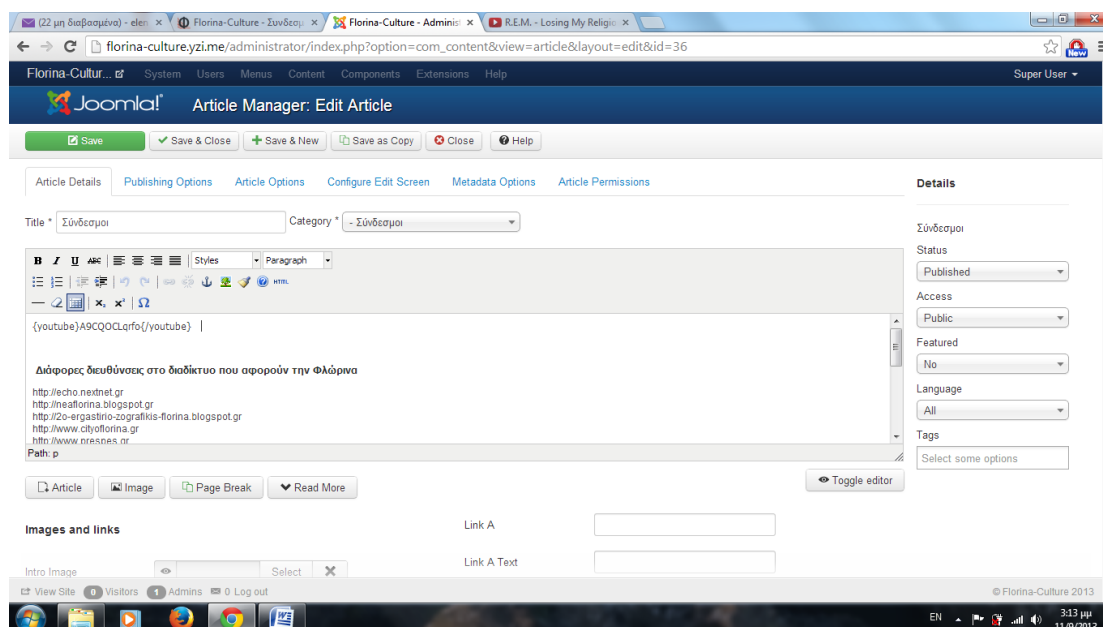 (22 μη διαβασμένα) - elen
Florina-Culture - Συνδεσμ
Florina-Culture - Administ
R.E.M. - Losing My Religio
florina-culture.yzi.me/administrator/index.php?option=com_content&view=article&layout=edit&id=36
New
Florina-Cultur...
System Users Menus Content Components Extensions Help
Super User
Joomla!
Article Manager: Edit Article
Save
Save & Close
Save & New
Save as Copy
Close
Help
Article Details
Publishing Options
Article Options
Configure Edit Screen
Metadata Options
Article Permissions
Details
Title * Σύνδεσμοι
Category * - Σύνδεσμοι
Σύνδεσμοι
Status
Published
Access
Public
Featured
No
Language
All
Tags
Select some options
B I U ABC Styles Paragraph
HTML
Ω
{youtube}A9CQOCLqrfo{/youtube}
Διάφορες διευθύνσεις στο διαδίκτυο που αφορούν την Φλώρινα
http://echo.nextnet.gr
http://neaflorina.blogspot.gr
http://2o-ergastirio-zografikis-florina.blogspot.gr
http://www.cityoflorina.gr
http://www.prespes.gr
Path: p
Article
Image
Page Break
Read More
Toggle editor
Images and links
Link A
Link A Text
Intro Image
Select
View Site 0 Visitors 1 Admins 0 Log out
© Florina-Culture 2013
EN
3:13 μμ
11/9/2013